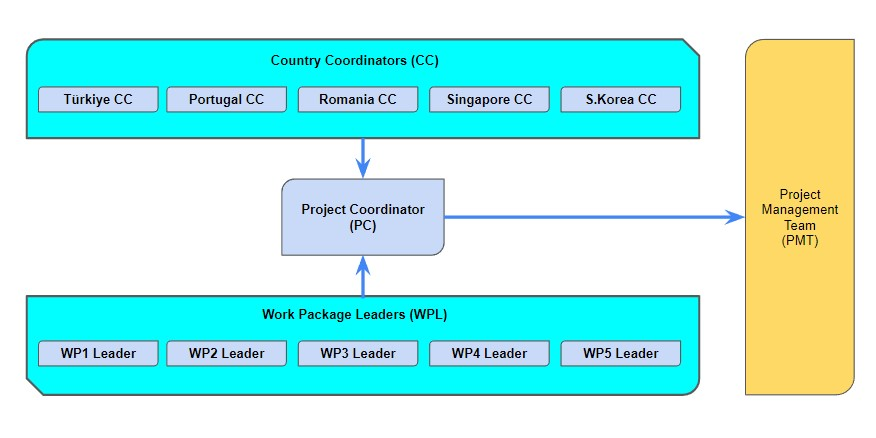 Country Coordinators (CC)
Türkiye CC
Portugal CC
Romania CC
Singapore CC
S.Korea CC
Project Coordinator
(PC)
Project
Management
Team
(PMT)
Work Package Leaders (WPL)
WP1 Leader
WP2 Leader
WP3 Leader
WP4 Leader
WP5 Leader